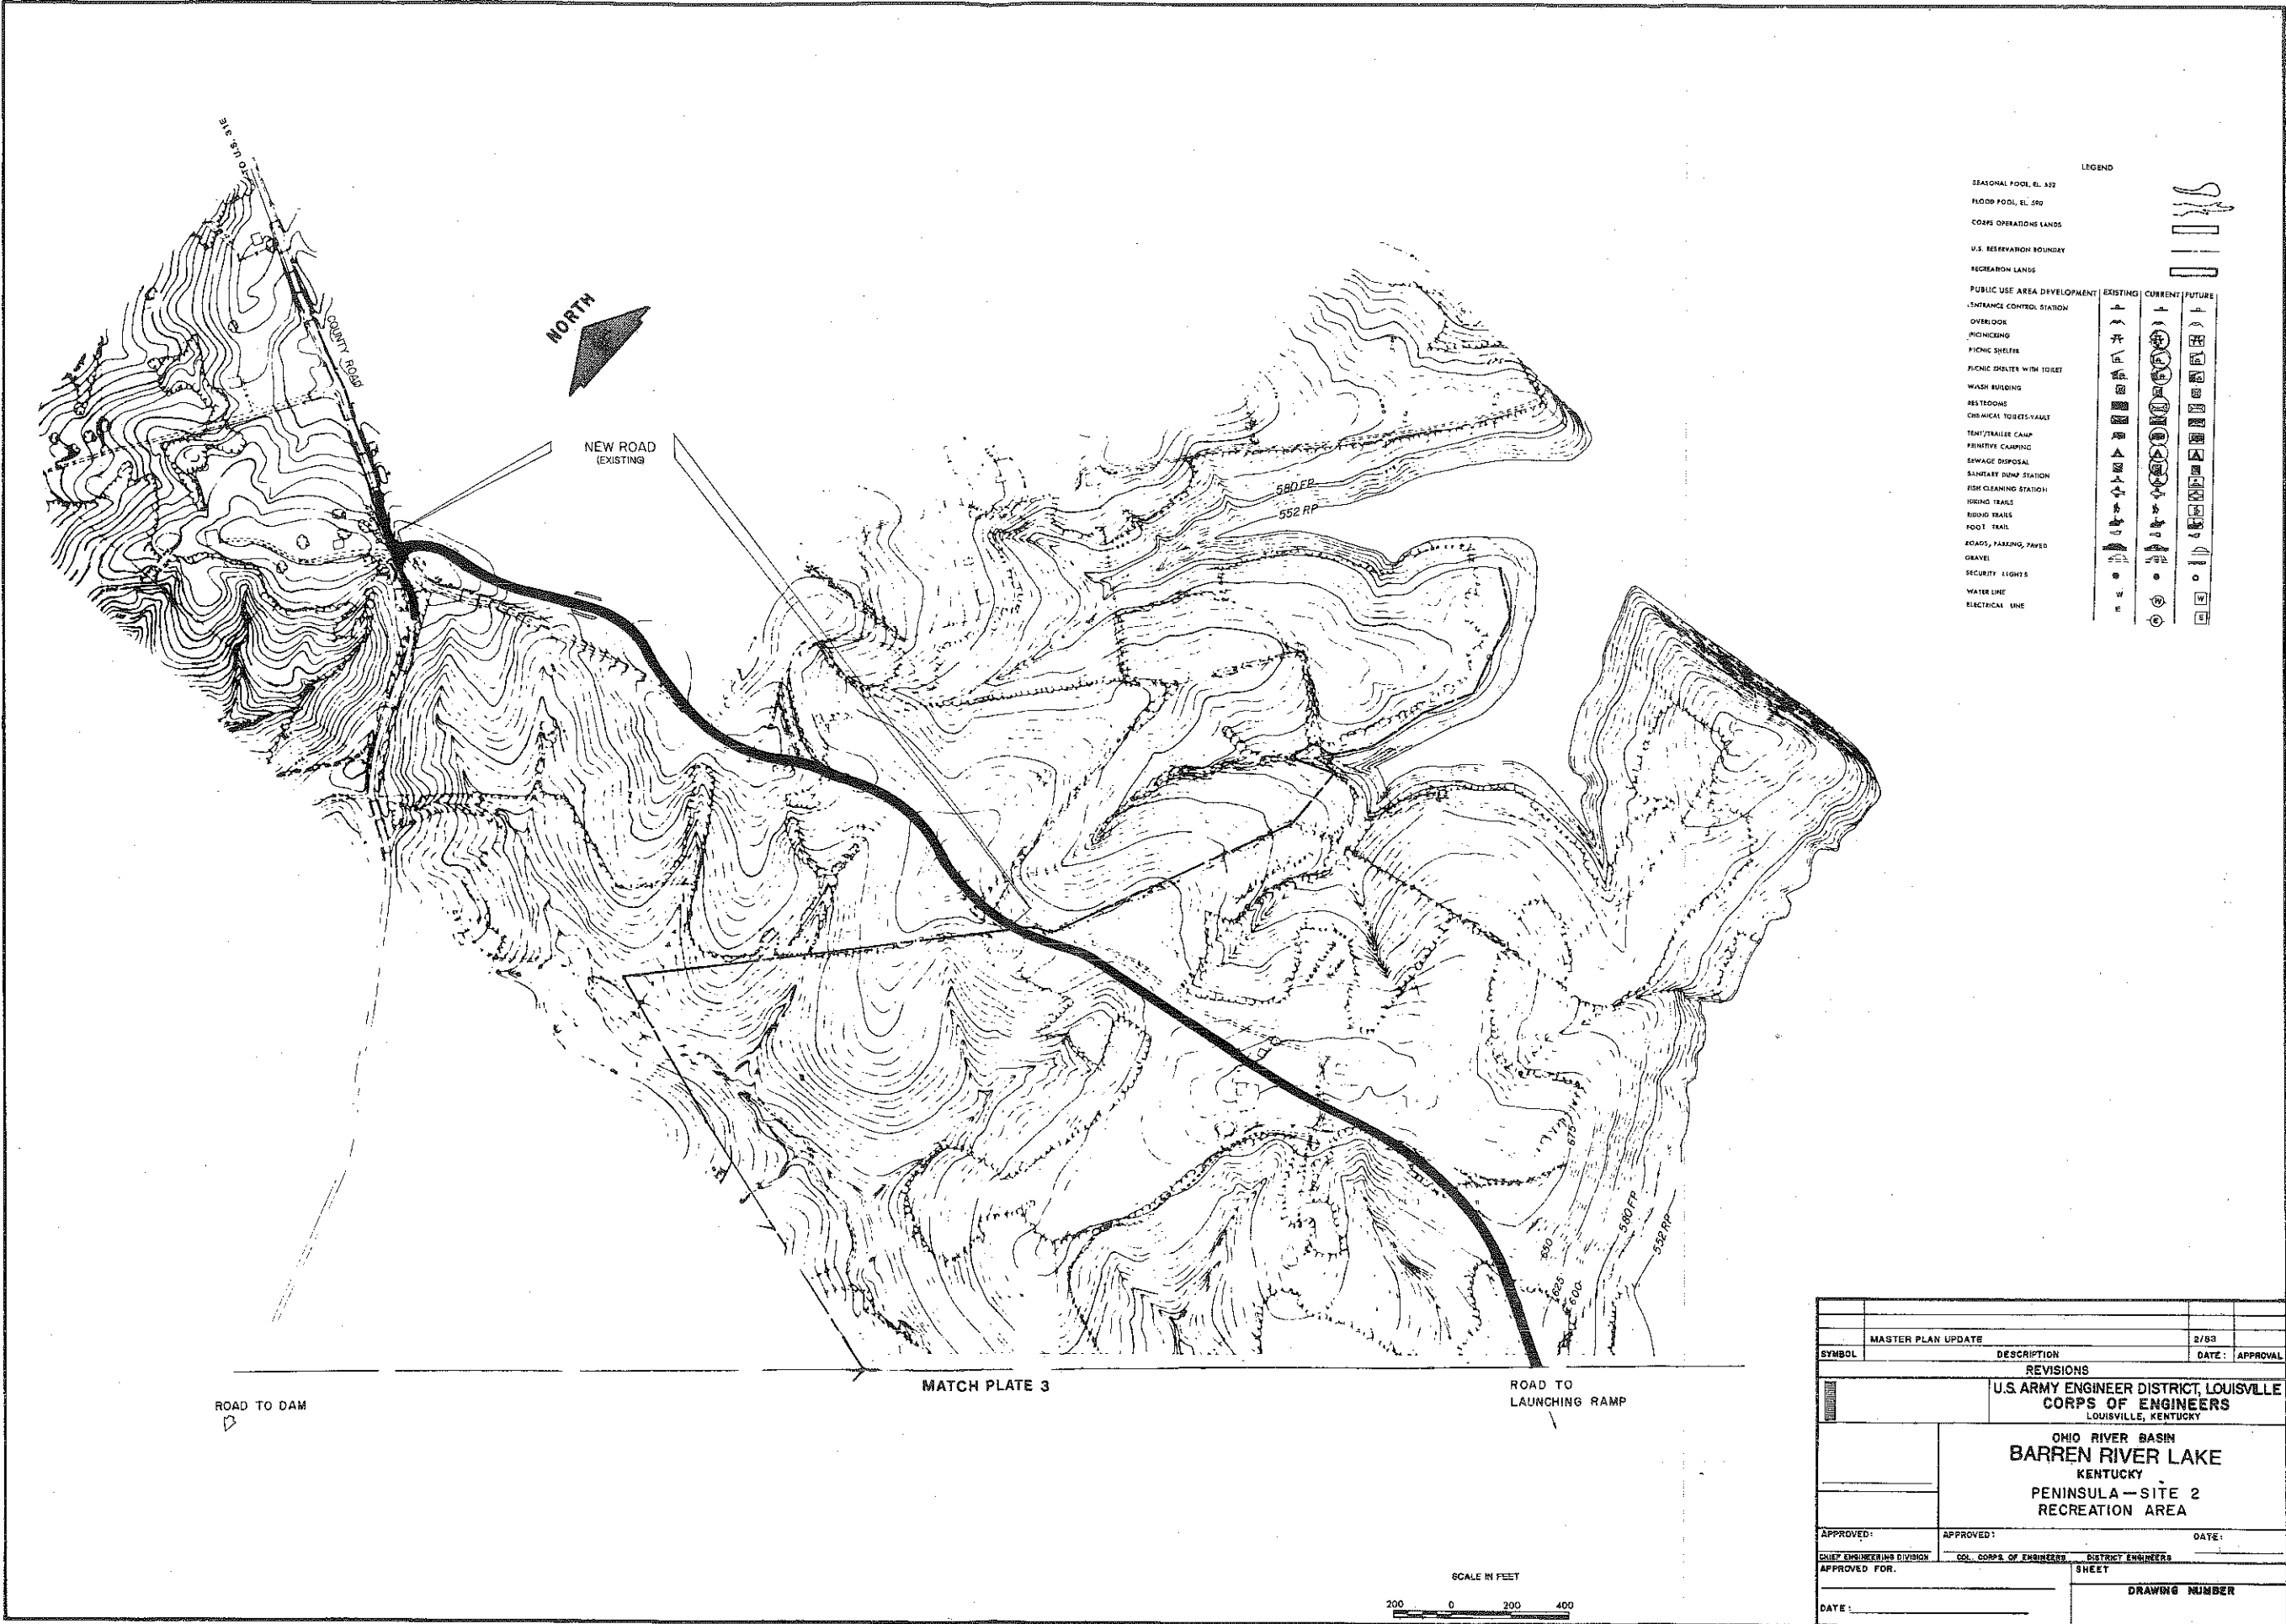 TO U.S. 31E
COUNTY ROAD
NORTH
NEW ROAD
(EXISTING)
580 FP
552 RP
675
650
625
600
580 FP
552 RP
MATCH PLATE 3
ROAD TO DAM
ROAD TO
LAUNCHING RAMP
SCALE IN FEET
200 0 200 400
LEGEND
SEASONAL POOL, EL. 552
FLOOD POOL, EL. 590
CORPS OPERATIONS LANDS
U.S. RESERVATION BOUNDRY
RECREATION LANDS
PUBLIC USE AREA DEVELOPMENT EXISTING CURRENT FUTURE
ENTRANCE CONTROL STATION
OVERLOOK
PICNICKING
PICNIC SHELTER
PICNIC SHELTER WITH TOILET
WASH BUILDING
RESTROOMS
CHEMICAL TOILETS-VAULT
TENT/TRAILER CAMP
PRIMITIVE CAMPING
SEWAGE DISPOSAL
SANITARY DUMP STATION
FISH CLEANING STATION
HIKING TRAILS
RIDING TRAILS
FOOT TRAIL
ROADS, PARKING, PAVED
GRAVEL
SECURITY LIGHTS
WATER LINE W W W
ELECTRICAL LINE E E E
MASTER PLAN UPDATE 2/83
SYMBOL DESCRIPTION DATE: APPROVAL
REVISIONS
U.S. ARMY ENGINEER DISTRICT, LOUISVILLE
CORPS OF ENGINEERS
LOUISVILLE, KENTUCKY
OHIO RIVER BASIN
BARREN RIVER LAKE
KENTUCKY
PENINSULA—SITE 2
RECREATION AREA
APPROVED: APPROVED: DATE:
CHIEF ENGINEERING DIVISION COL. CORPS. OF ENGINEERS DISTRICT ENGINEERS
APPROVED FOR. SHEET
DRAWING NUMBER
DATE: